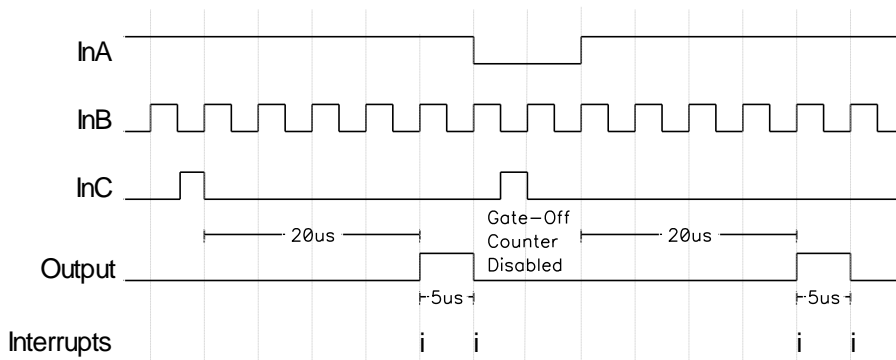 InA
InB
InC
Gate-Off
Counter
Disabled
20us
20us
Output
5us
5us
Interrupts
i i i i